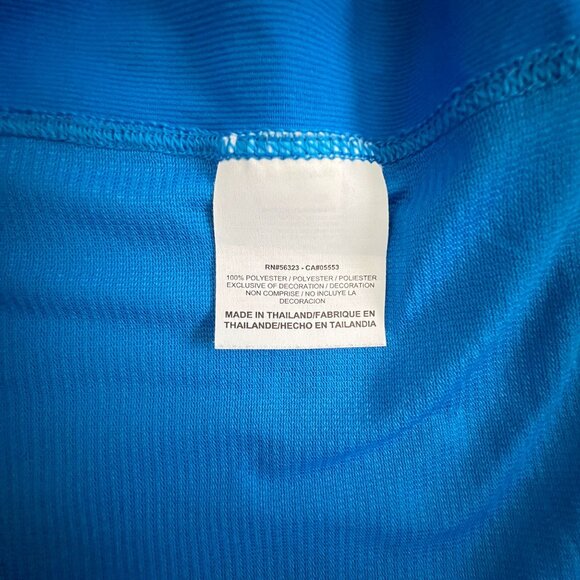 RN#56323 - CA#05553
100% POLYESTER / POLYESTER / POLIESTER
EXCLUSIVE OF DECORATION / DECORATION
NON COMPRISE / NO INCLUYE LA
DECORACION
MADE IN THAILAND/FABRIQUE EN
THAILANDE/HECHO EN TAILANDIA